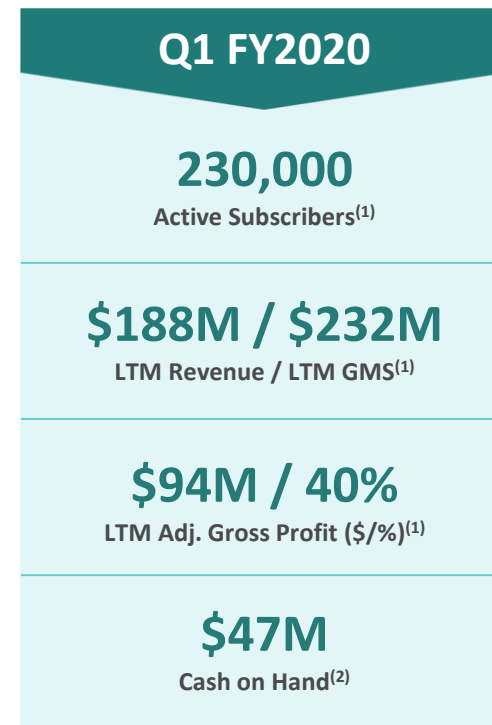 Q1 FY2020
230,000
Active Subscribers(1)
$188M / $232M
LTM Revenue / LTM GMS(1)
$94M / 40%
LTM Adj. Gross Profit ($/%)(1)
$47M
Cash on Hand(2)